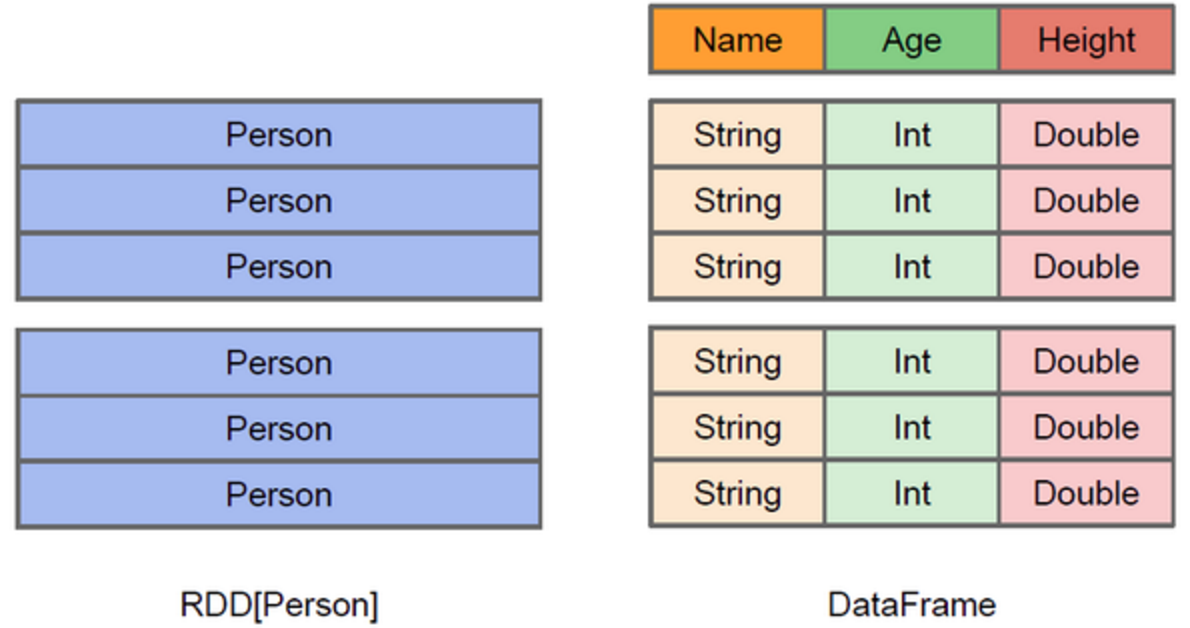 Name Age Height
Person String Int Double
Person String Int Double
Person String Int Double
Person String Int Double
Person String Int Double
Person String Int Double
RDD[Person] DataFrame